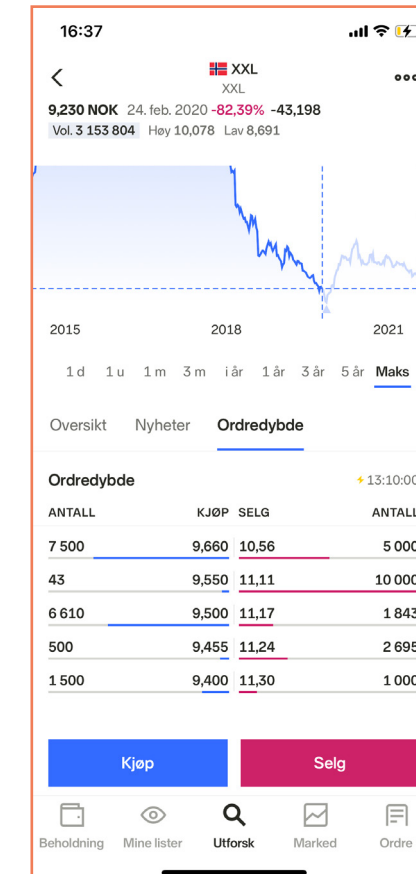 16:37
XXL
XXL
9,230 NOK 24. feb. 2020 -82,39% -43,198
Vol. 3 153 804 Høy 10,078 Lav 8,691
2015 2018 2021
1 d 1 u 1 m 3 m i år 1 år 3 år 5 år Maks
Oversikt Nyheter Ordredybde
Ordredybde 13:10:00
ANTALL KJØP SELG ANTALL
7 500 9,660 10,56 5 000
43 9,550 11,11 10 000
6 610 9,500 11,17 1 843
500 9,455 11,24 2 695
1 500 9,400 11,30 1 000
Kjøp Selg
Beholdning Mine lister Utforsk Marked Ordre